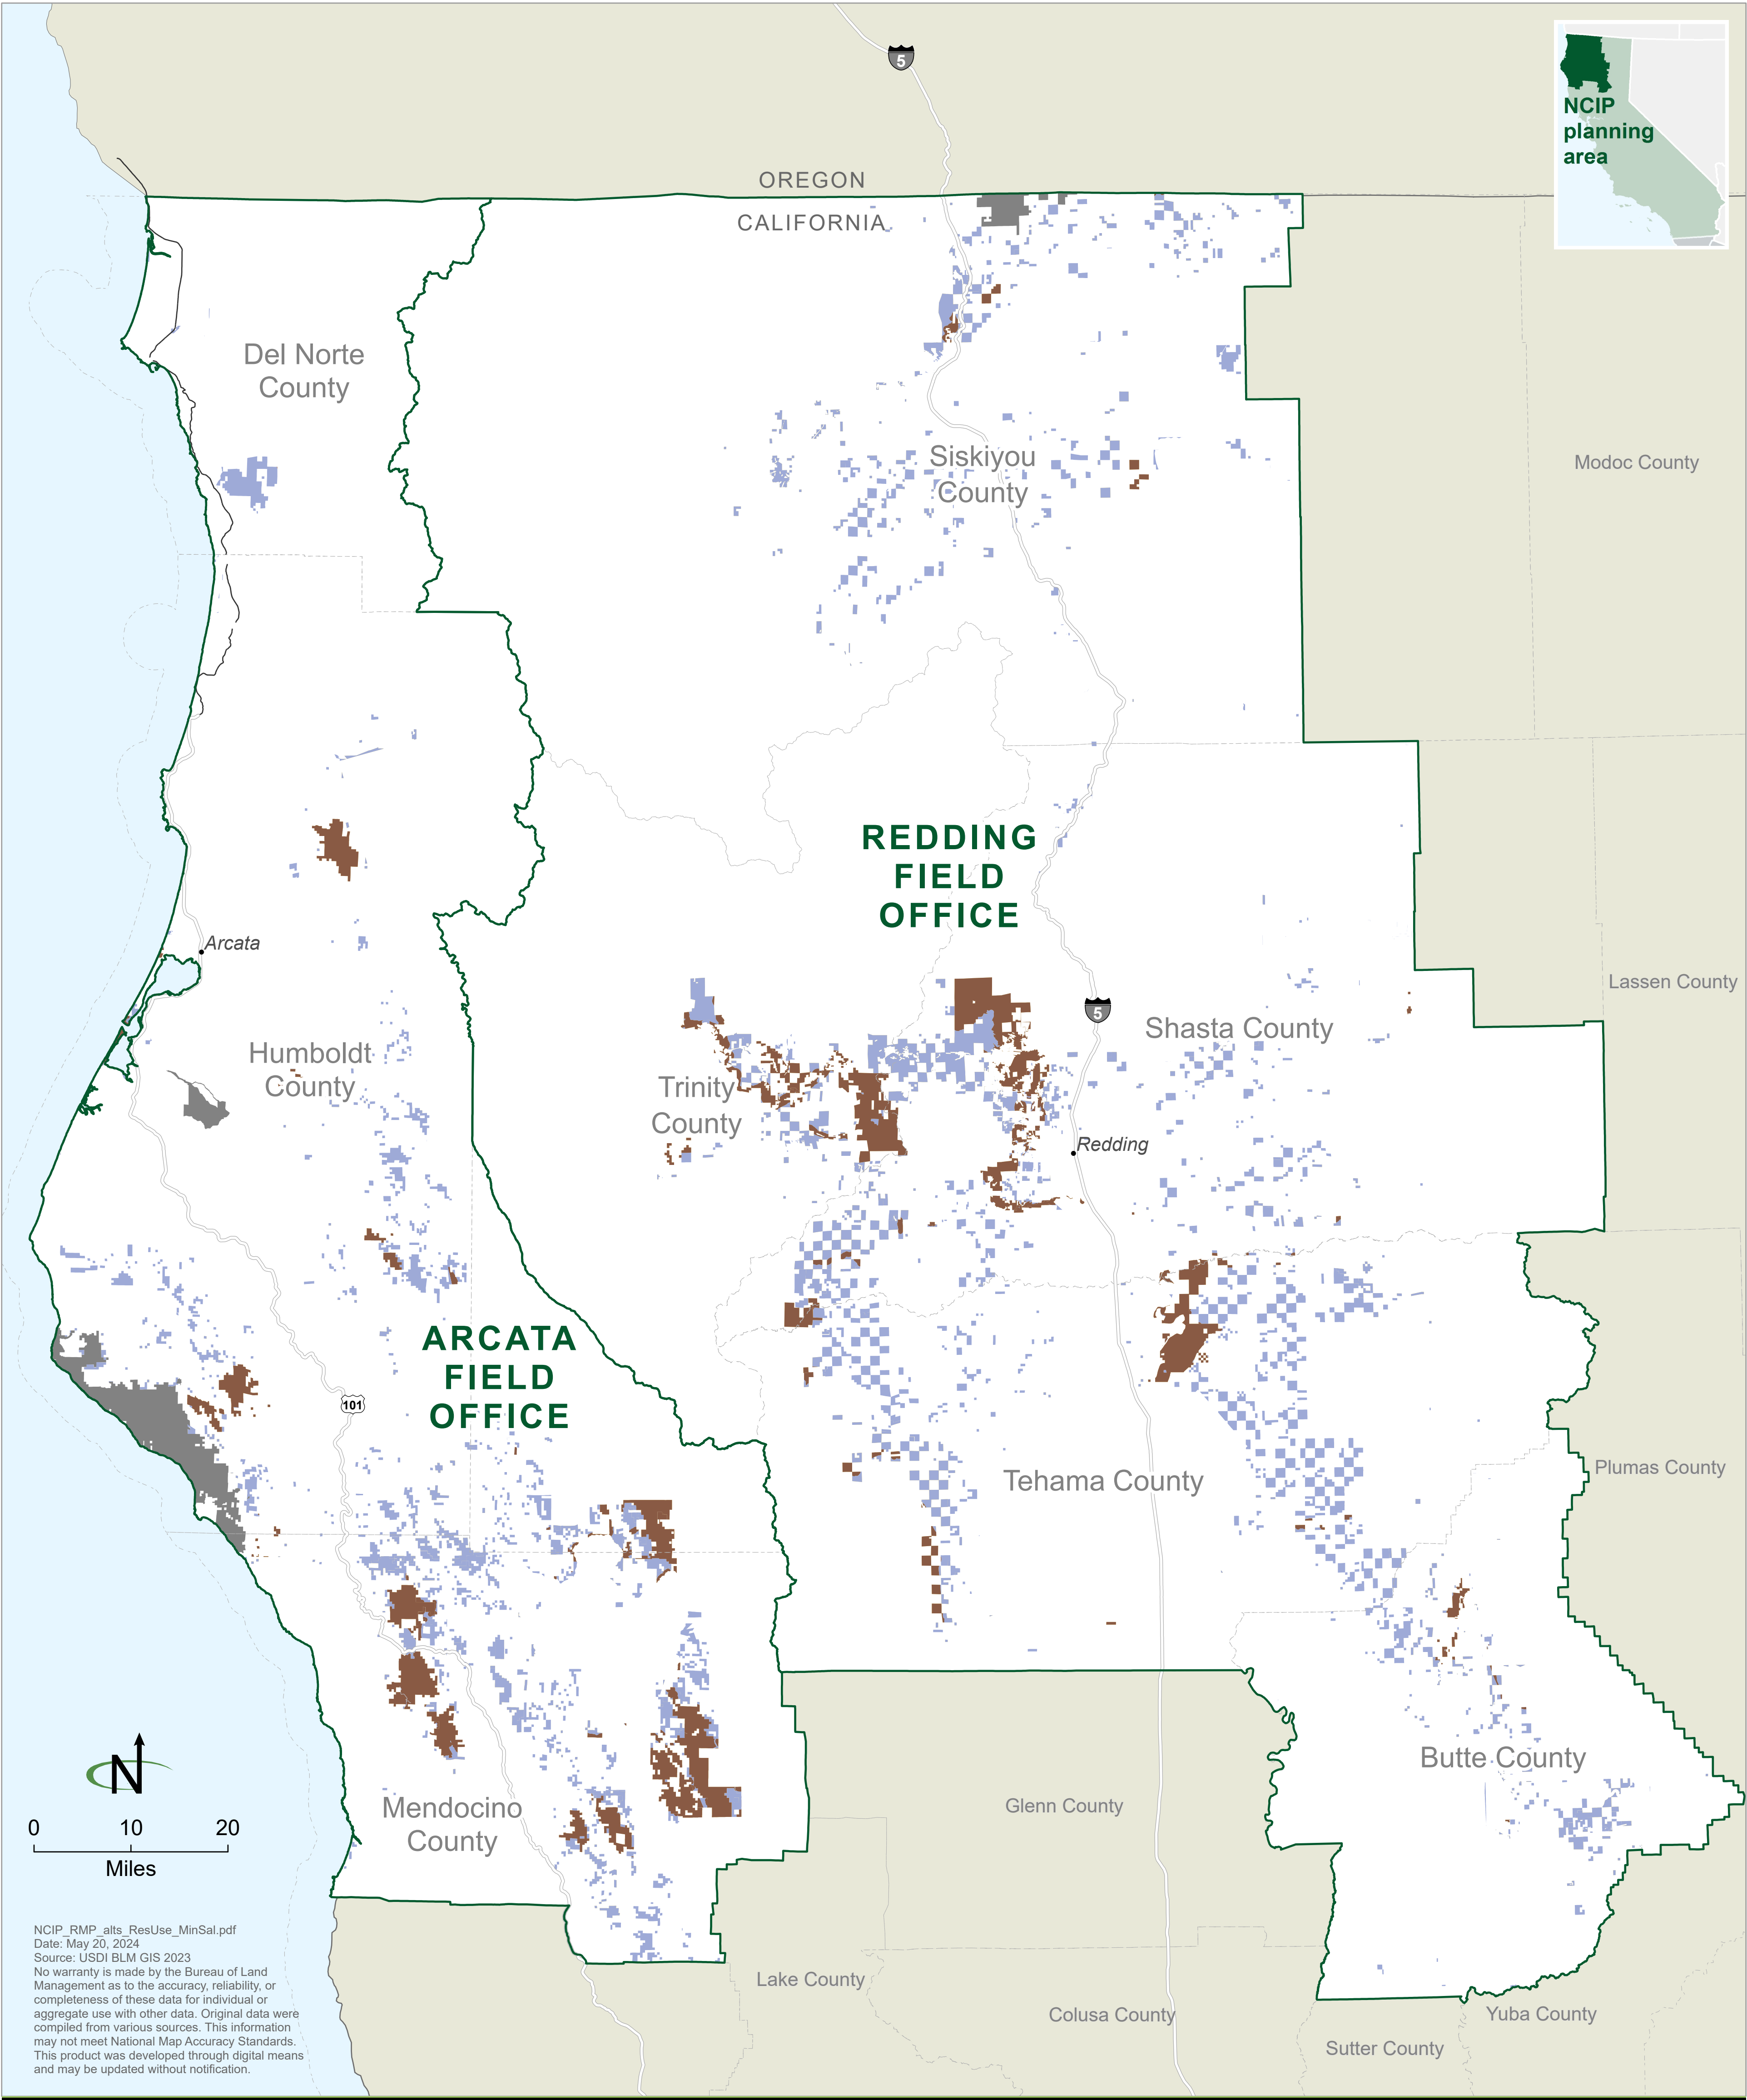 5
NCIP
planning
area
OREGON
CALIFORNIA
Del Norte
County
Siskiyou
County
Modoc County
REDDING
FIELD
OFFICE
Arcata
Lassen County
5
Shasta County
Humboldt
County
Trinity
County
Redding
ARCATA
FIELD
OFFICE
101
Tehama County
Plumas County
Butte County
N
Mendocino
County
Glenn County
0 10 20
Miles
NCIP_RMP_alts_ResUse_MinSal.pdf
Date: May 20, 2024
Source: USDI BLM GIS 2023
No warranty is made by the Bureau of Land
Management as to the accuracy, reliability, or
completeness of these data for individual or
aggregate use with other data. Original data were
compiled from various sources. This information
may not meet National Map Accuracy Standards.
This product was developed through digital means
and may be updated without notification.
Lake County
Colusa County
Yuba County
Sutter County